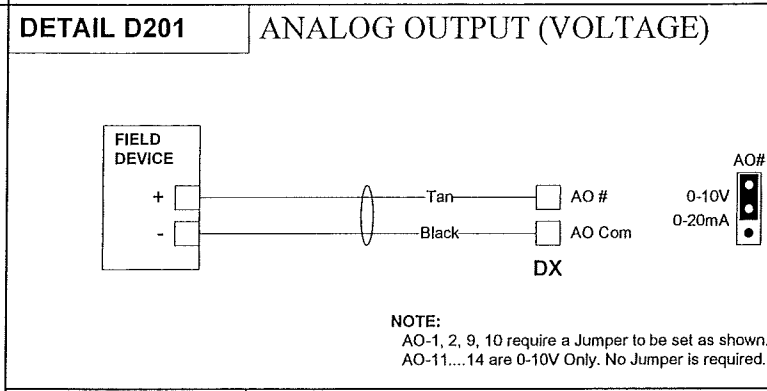 DETAIL D201
ANALOG OUTPUT (VOLTAGE)
FIELD
DEVICE
+
-
Tan
Black
AO #
AO Com
DX
AO#
0-10V
0-20mA
NOTE:
AO-1, 2, 9, 10 require a Jumper to be set as shown.
AO-11....14 are 0-10V Only. No Jumper is required.